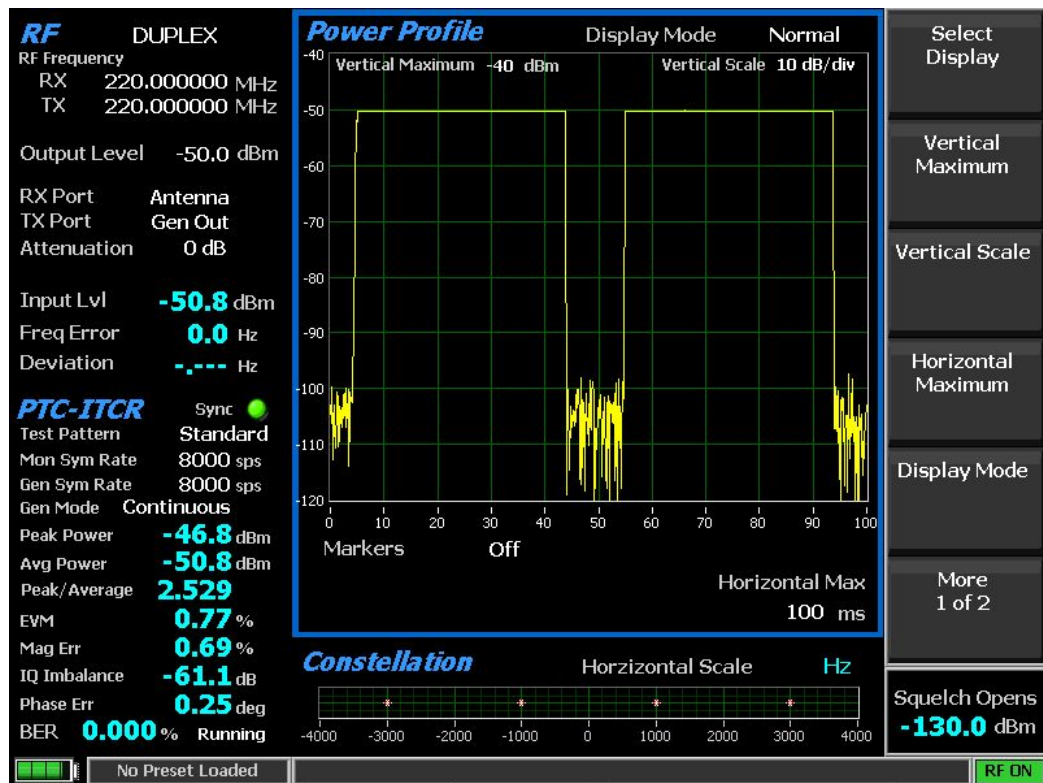 RF DUPLEX
RF Frequency
RX 220.000000 MHz
TX 220.000000 MHz
Output Level -50.0 dBm
RX Port Antenna
TX Port Gen Out
Attenuation 0 dB
Input Lvl -50.8 dBm
Freq Error 0.0 Hz
Deviation -.--- Hz
PTC-ITCR Sync
Test Pattern Standard
Mon Sym Rate 8000 sps
Gen Sym Rate 8000 sps
Gen Mode Continuous
Peak Power -46.8 dBm
Avg Power -50.8 dBm
Peak/Average 2.529
EVM 0.77 %
Mag Err 0.69 %
IQ Imbalance -61.1 dB
Phase Err 0.25 deg
BER 0.000 % Running
Power Profile Display Mode Normal
Vertical Maximum -40 dBm Vertical Scale 10 dB/div
-40
-50
-60
-70
-80
-90
-100
-110
-120
0 10 20 30 40 50 60 70 80 90 100
Markers Off
Horizontal Max
100 ms
Constellation Horzizontal Scale Hz
-4000 -3000 -2000 -1000 0 1000 2000 3000 4000
Select
Display
Vertical
Maximum
Vertical Scale
Horizontal
Maximum
Display Mode
More
1 of 2
Squelch Opens
-130.0 dBm
No Preset Loaded
RF ON